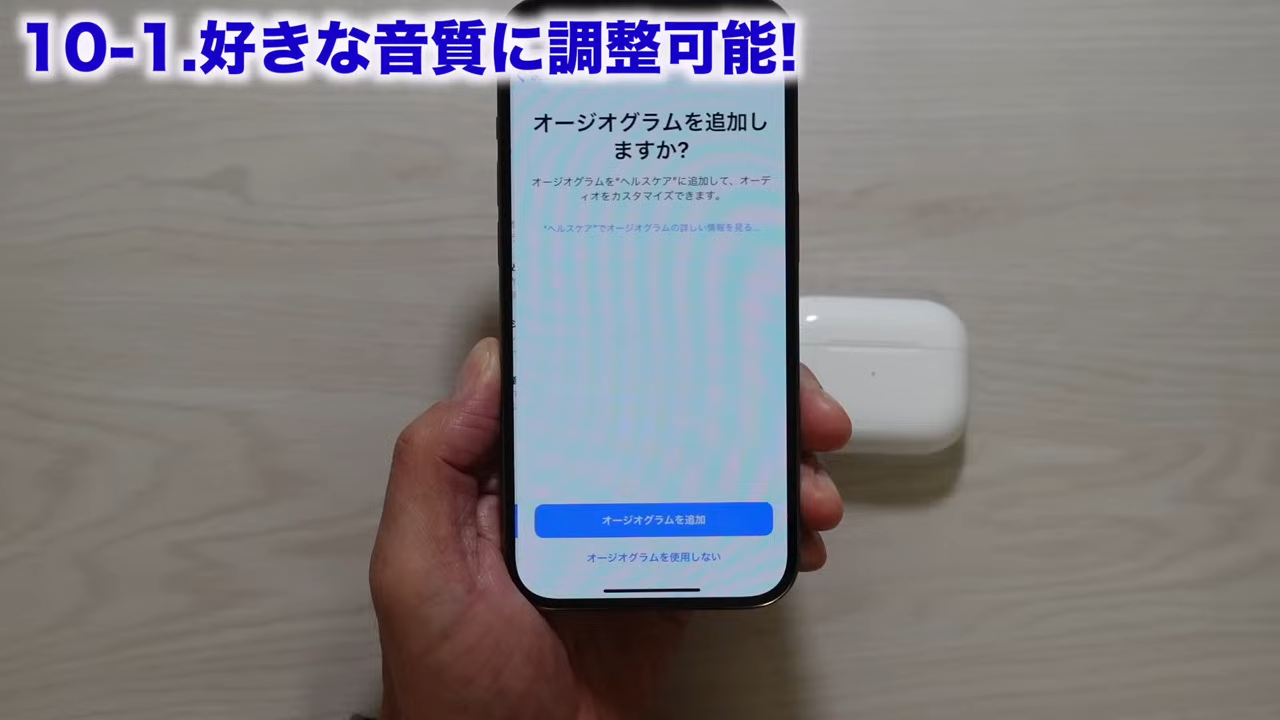 10-1.好きな音質に調整可能!
オージオグラムを追加し
ますか?
オージオグラムを"ヘルスケア"に追加して、オーデ
ィオをカスタマイズできます。
"ヘルスケア"でオージオグラムの詳しい情報を見る...
オージオグラムを追加
オージオグラムを使用しない